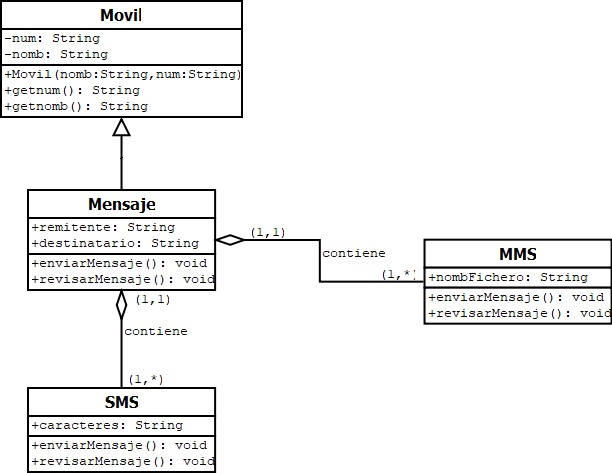 Movil
-num: String
-nomb: String
+Movil(nomb:String,num:String)
+getnum(): String
+getnomb(): String
Mensaje
+remitente: String
+destinatario: String
+enviarMensaje(): void
+revisarMensaje(): void
(1,1)
contiene
(1,*)
MMS
+nombFichero: String
+enviarMensaje(): void
+revisarMensaje(): void
(1,1)
contiene
(1,*)
SMS
+caracteres: String
+enviarMensaje(): void
+revisarMensaje(): void